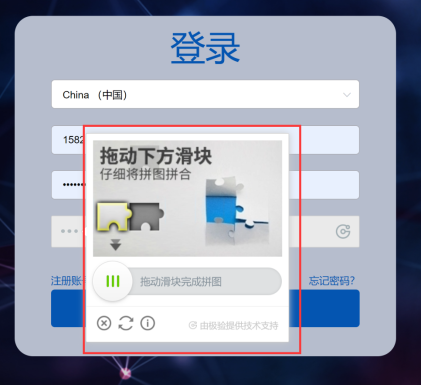 登录
China （中国）
1582
拖动下方滑块
仔细将拼图拼合
拖动滑块完成拼图
注册账
忘记密码?
由极验提供技术支持